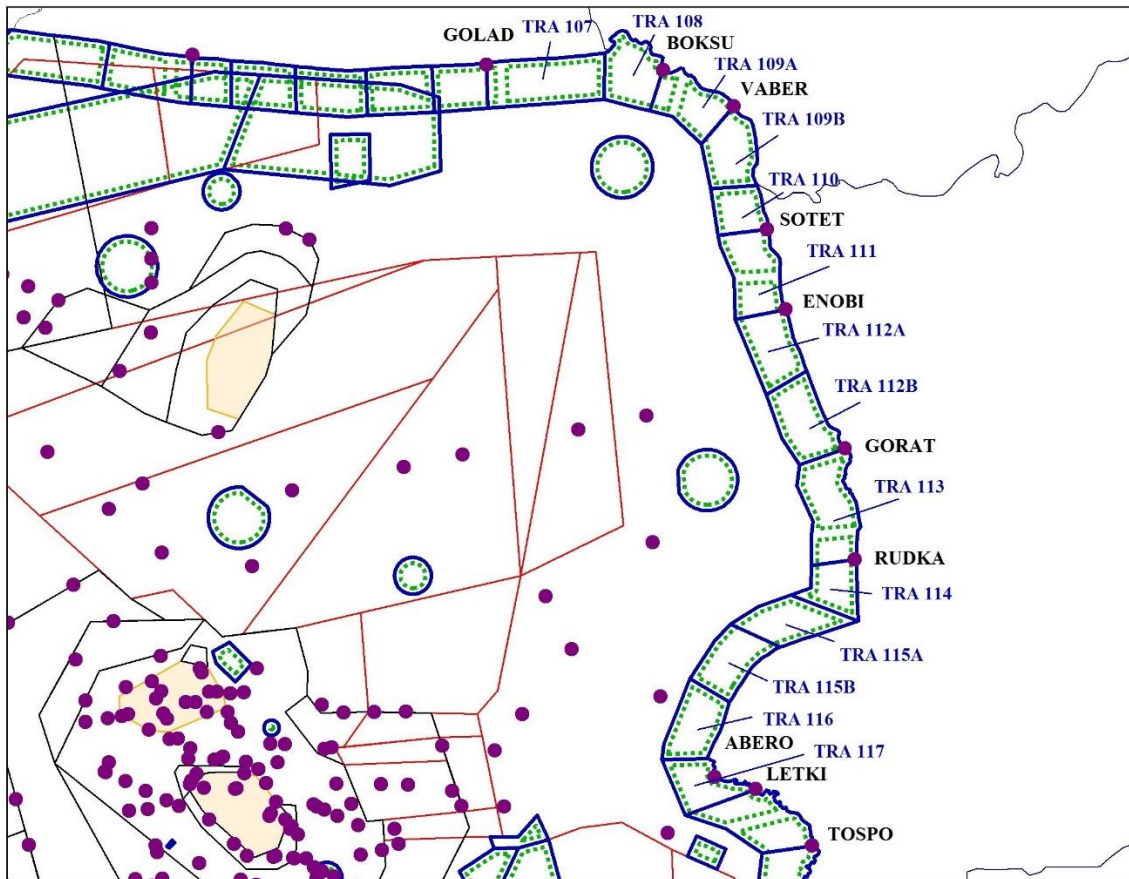 TRA 107
TRA 108
GOLAD
BOKSU
TRA 109A
VABER
TRA 109B
TRA 110
SOTET
TRA 111
ENOBI
TRA 112A
TRA 112B
GORAT
TRA 113
RUDKA
TRA 114
TRA 115A
TRA 115B
TRA 116
ABERO
TRA 117
LETKI
TOSPO